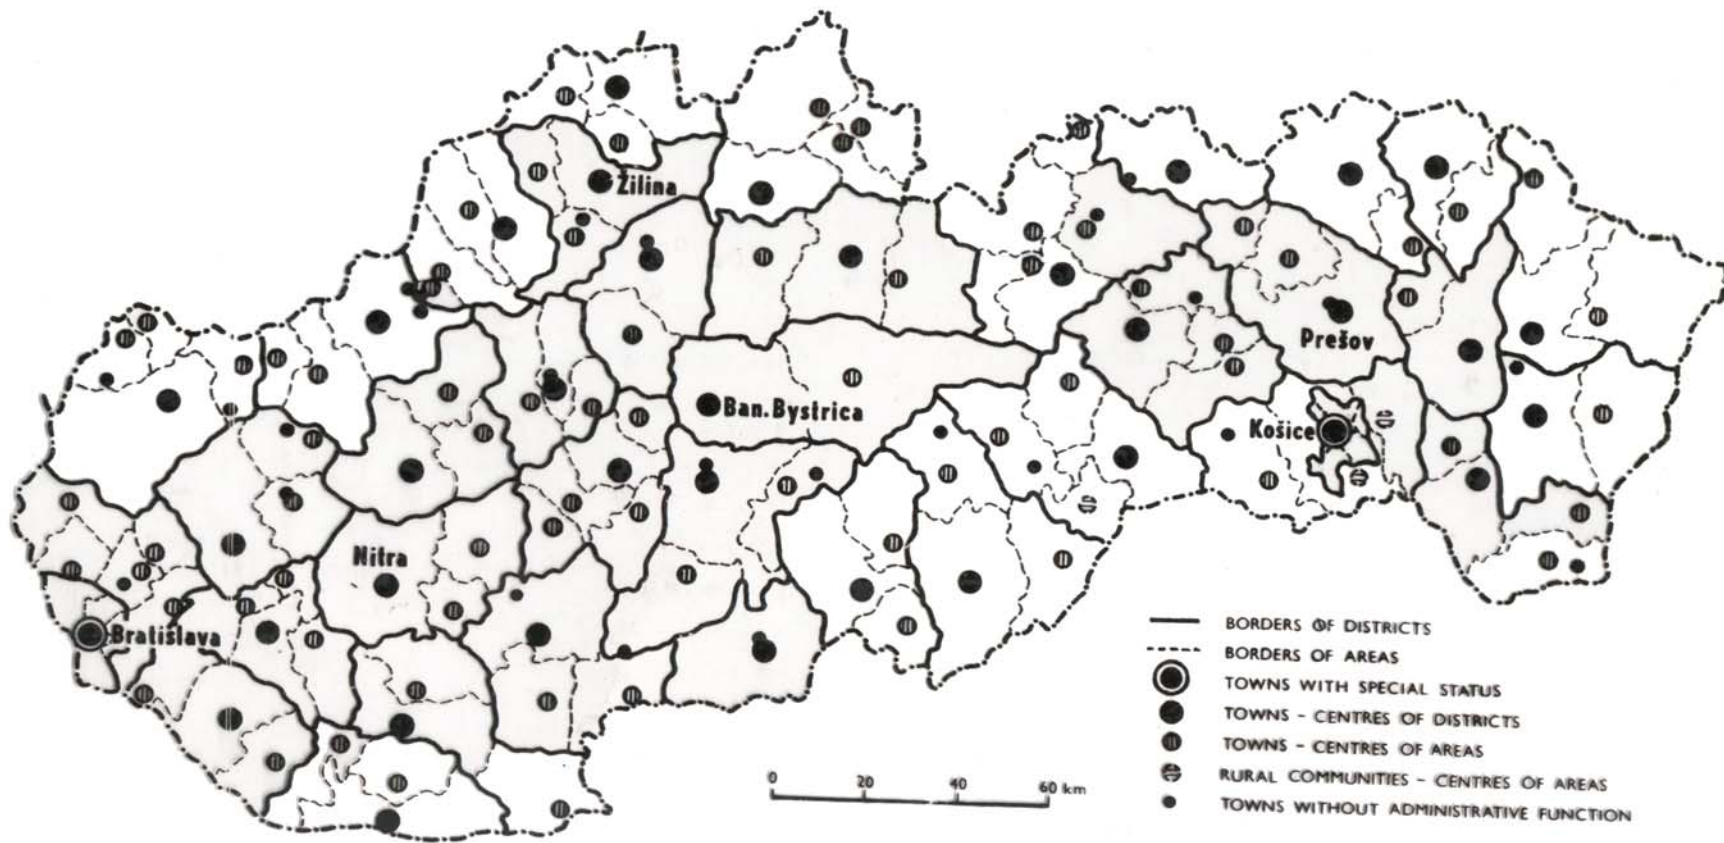 Žilina
Prešov
Ban.Bystrica
Košice
Nitra
Bratislava
BORDERS OF DISTRICTS
BORDERS OF AREAS
TOWNS WITH SPECIAL STATUS
TOWNS - CENTRES OF DISTRICTS
TOWNS - CENTRES OF AREAS
RURAL COMMUNITIES - CENTRES OF AREAS
TOWNS WITHOUT ADMINISTRATIVE FUNCTION
0 20 40 60 km